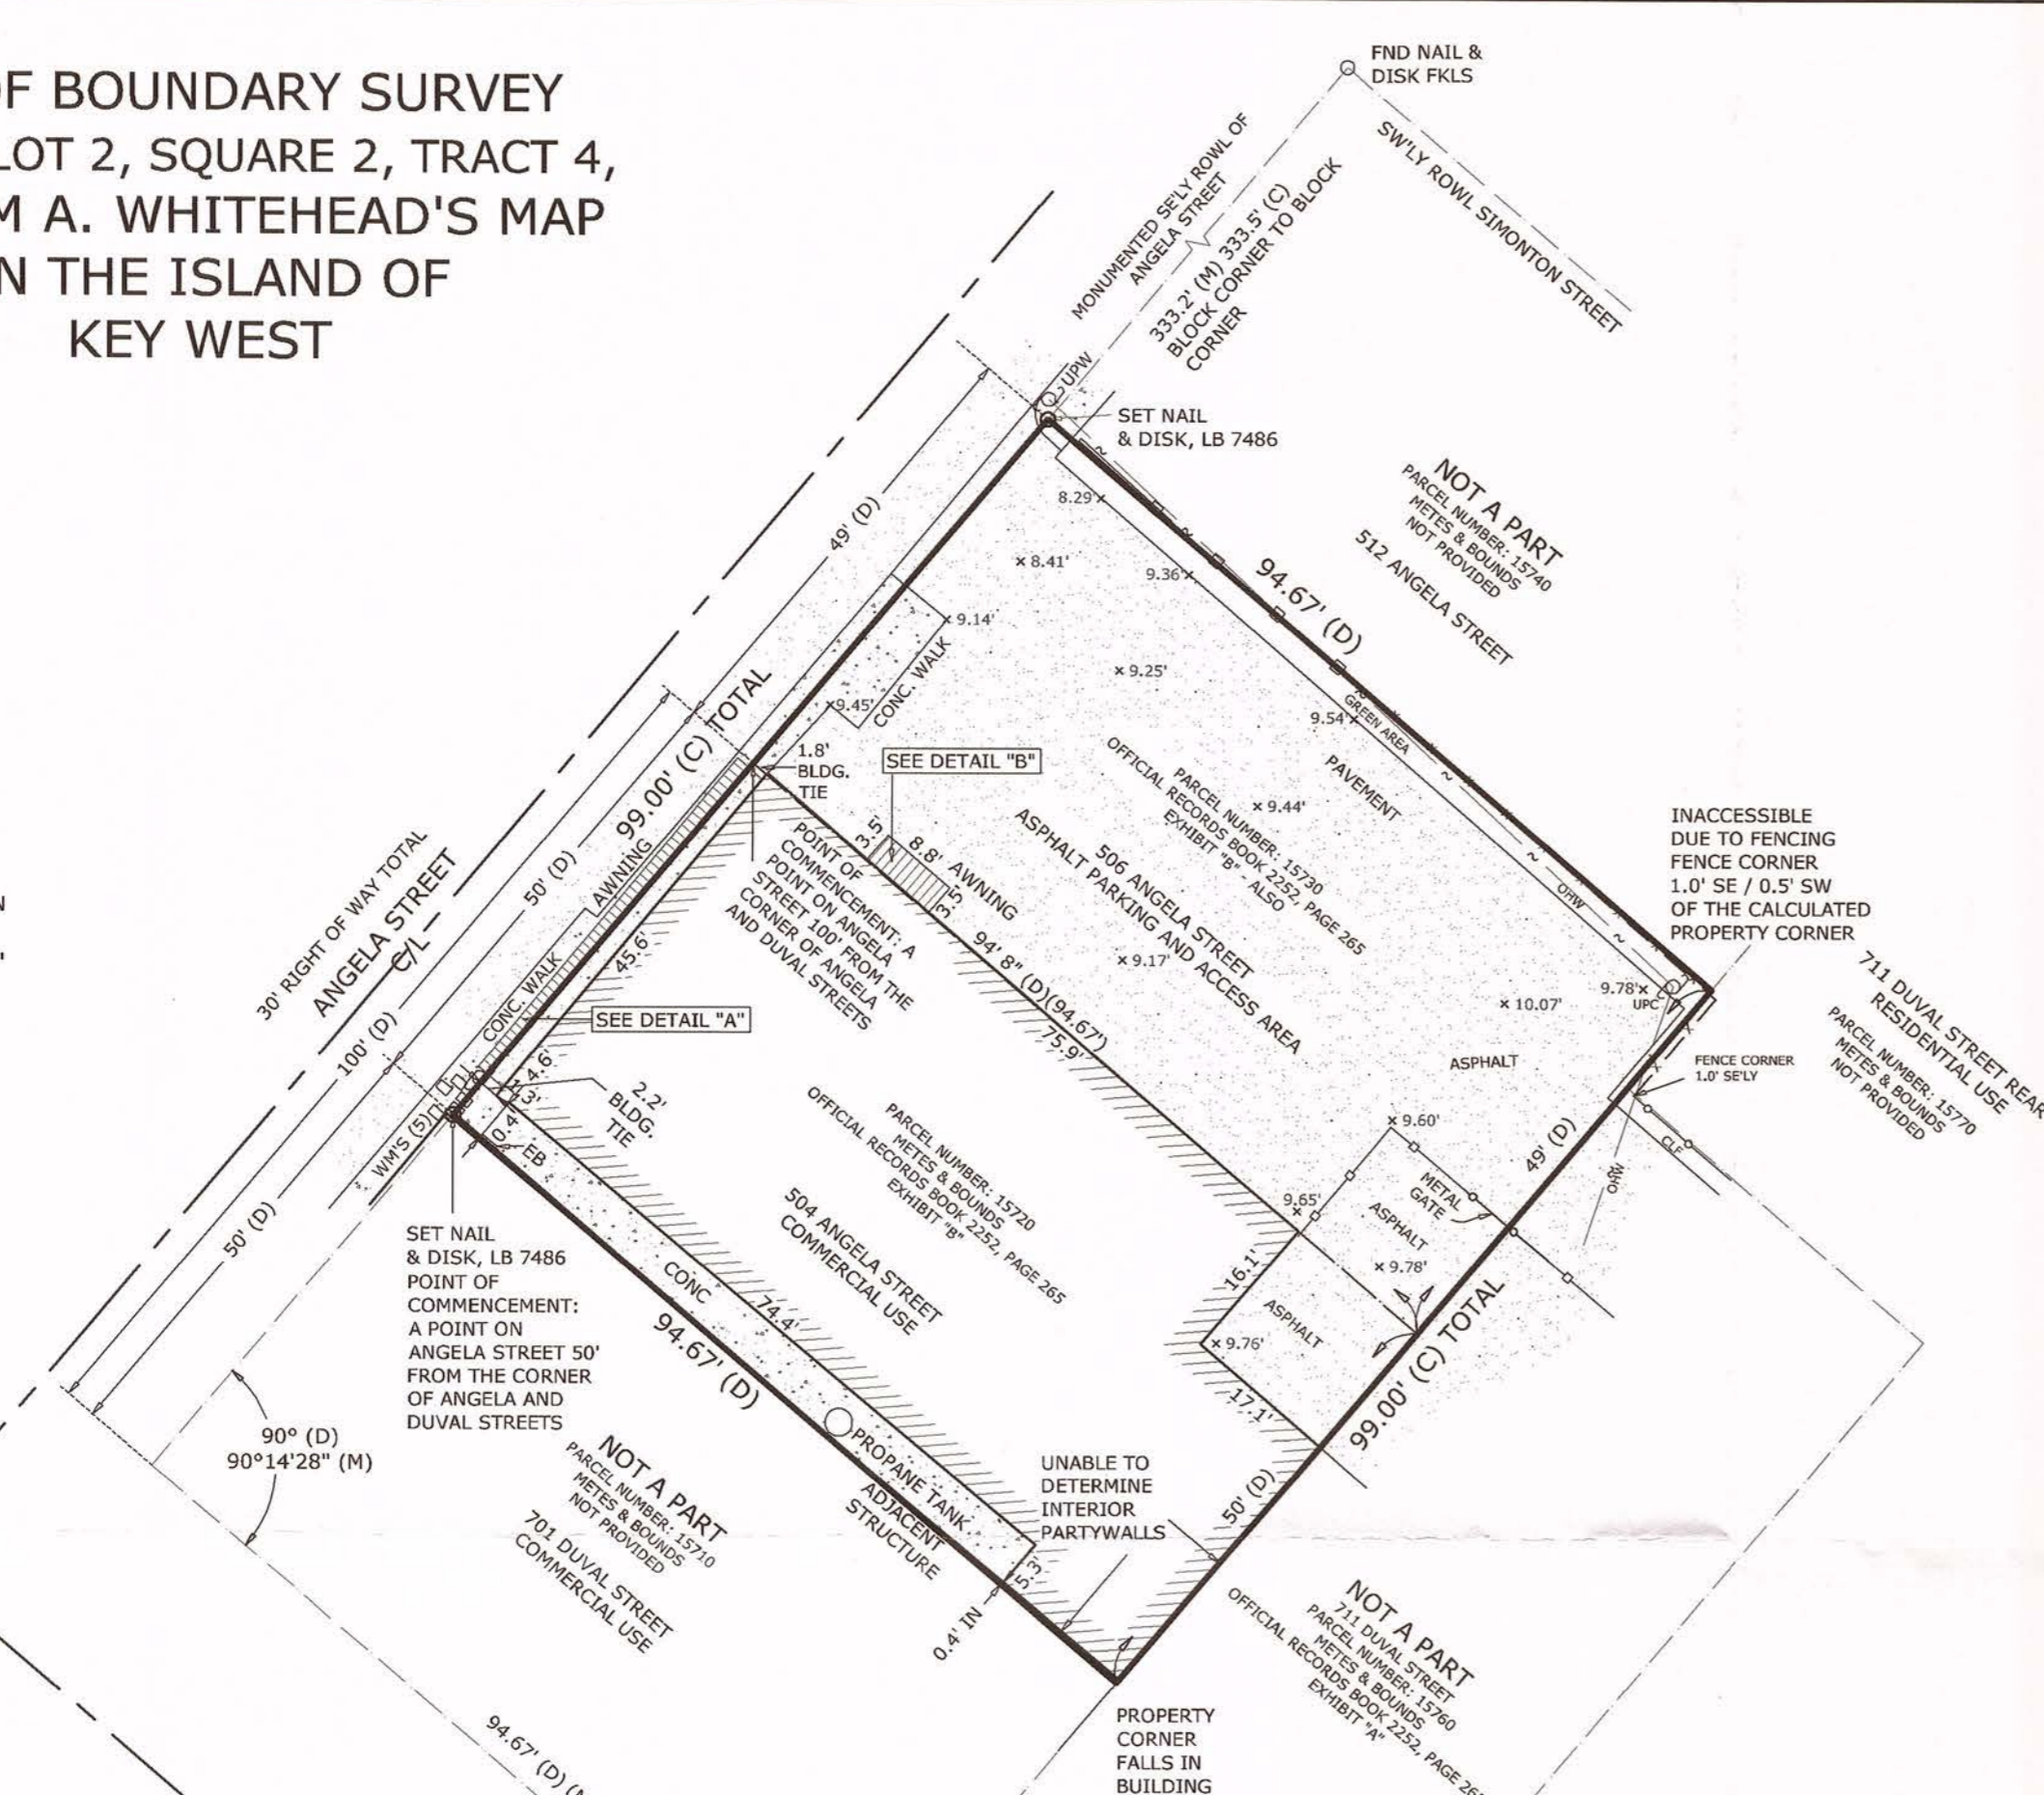 F BOUNDARY SURVEY
LOT 2, SQUARE 2, TRACT 4,
M A. WHITEHEAD'S MAP
N THE ISLAND OF
KEY WEST
FND NAIL &
DISK FKLS
SW'LY ROWL SIMONTON STREET
MONUMENTED SE'LY ROWL OF
ANGELA STREET
333.2' (M) 333.5' (C)
BLOCK CORNER TO BLOCK
CORNER
UPW
SET NAIL
& DISK, LB 7486
NOT A PART
PARCEL NUMBER: 15740
METES & BOUNDS
NOT PROVIDED
512 ANGELA STREET
49' (D)
8.29'
8.41'
9.36'
94.67' (D)
9.14'
CONC. WALK
9.45'
9.25'
9.54'
GREEN AREA
PAVEMENT
99.00' (C) TOTAL
1.8'
BLDG.
TIE
SEE DETAIL "B"
9.44'
PARCEL NUMBER: 15730
OFFICIAL RECORDS BOOK 2252, PAGE 265
EXHIBIT "B" - ALSO
506 ANGELA STREET
ASPHALT PARKING AND ACCESS AREA
3.5'
8.8' AWNING
3.5'
INACCESSIBLE
DUE TO FENCING
FENCE CORNER
1.0' SE / 0.5' SW
OF THE CALCULATED
PROPERTY CORNER
POINT OF
COMMENCEMENT: A
POINT ON ANGELA
STREET 100' FROM THE
CORNER OF ANGELA
AND DUVAL STREETS
30' RIGHT OF WAY TOTAL
ANGELA STREET
C/L
50' (D)
AWNING
45.6'
CONC. WALK
94' 8" (D)(94.67')
75.9'
9.17'
OHW
9.78'
UPC
10.07'
711 DUVAL STREET REAR
RESIDENTIAL USE
PARCEL NUMBER: 15770
METES & BOUNDS
NOT PROVIDED
SEE DETAIL "A"
100' (D)
4.6'
1.3'
2.2'
BLDG.
TIE
ASPHALT
FENCE CORNER
1.0' SE'LY
WM'S (5)
0.4'
EB
49' (D)
CLF
OHW
9.60'
METAL
GATE
9.65'
ASPHALT
9.78'
PARCEL NUMBER: 15720
METES & BOUNDS
OFFICIAL RECORDS BOOK 2252, PAGE 265
EXHIBIT "B"
504 ANGELA STREET
COMMERCIAL USE
50' (D)
SET NAIL
& DISK, LB 7486
POINT OF
COMMENCEMENT:
A POINT ON
ANGELA STREET 50'
FROM THE CORNER
OF ANGELA AND
DUVAL STREETS
CONC
74.4'
94.67' (D)
16.1'
ASPHALT
9.76'
17.1'
99.00' (C) TOTAL
90° (D)
90°14'28" (M)
PROPANE TANK
ADJACENT
STRUCTURE
UNABLE TO
DETERMINE
INTERIOR
PARTYWALLS
50' (D)
NOT A PART
PARCEL NUMBER: 15710
METES & BOUNDS
NOT PROVIDED
701 DUVAL STREET
COMMERCIAL USE
5.3'
0.4' IN
NOT A PART
711 DUVAL STREET
PARCEL NUMBER: 15760
METES & BOUNDS
OFFICIAL RECORDS BOOK 2252, PAGE 26
EXHIBIT "A"
PROPERTY
CORNER
FALLS IN
BUILDING
94.67' (D)